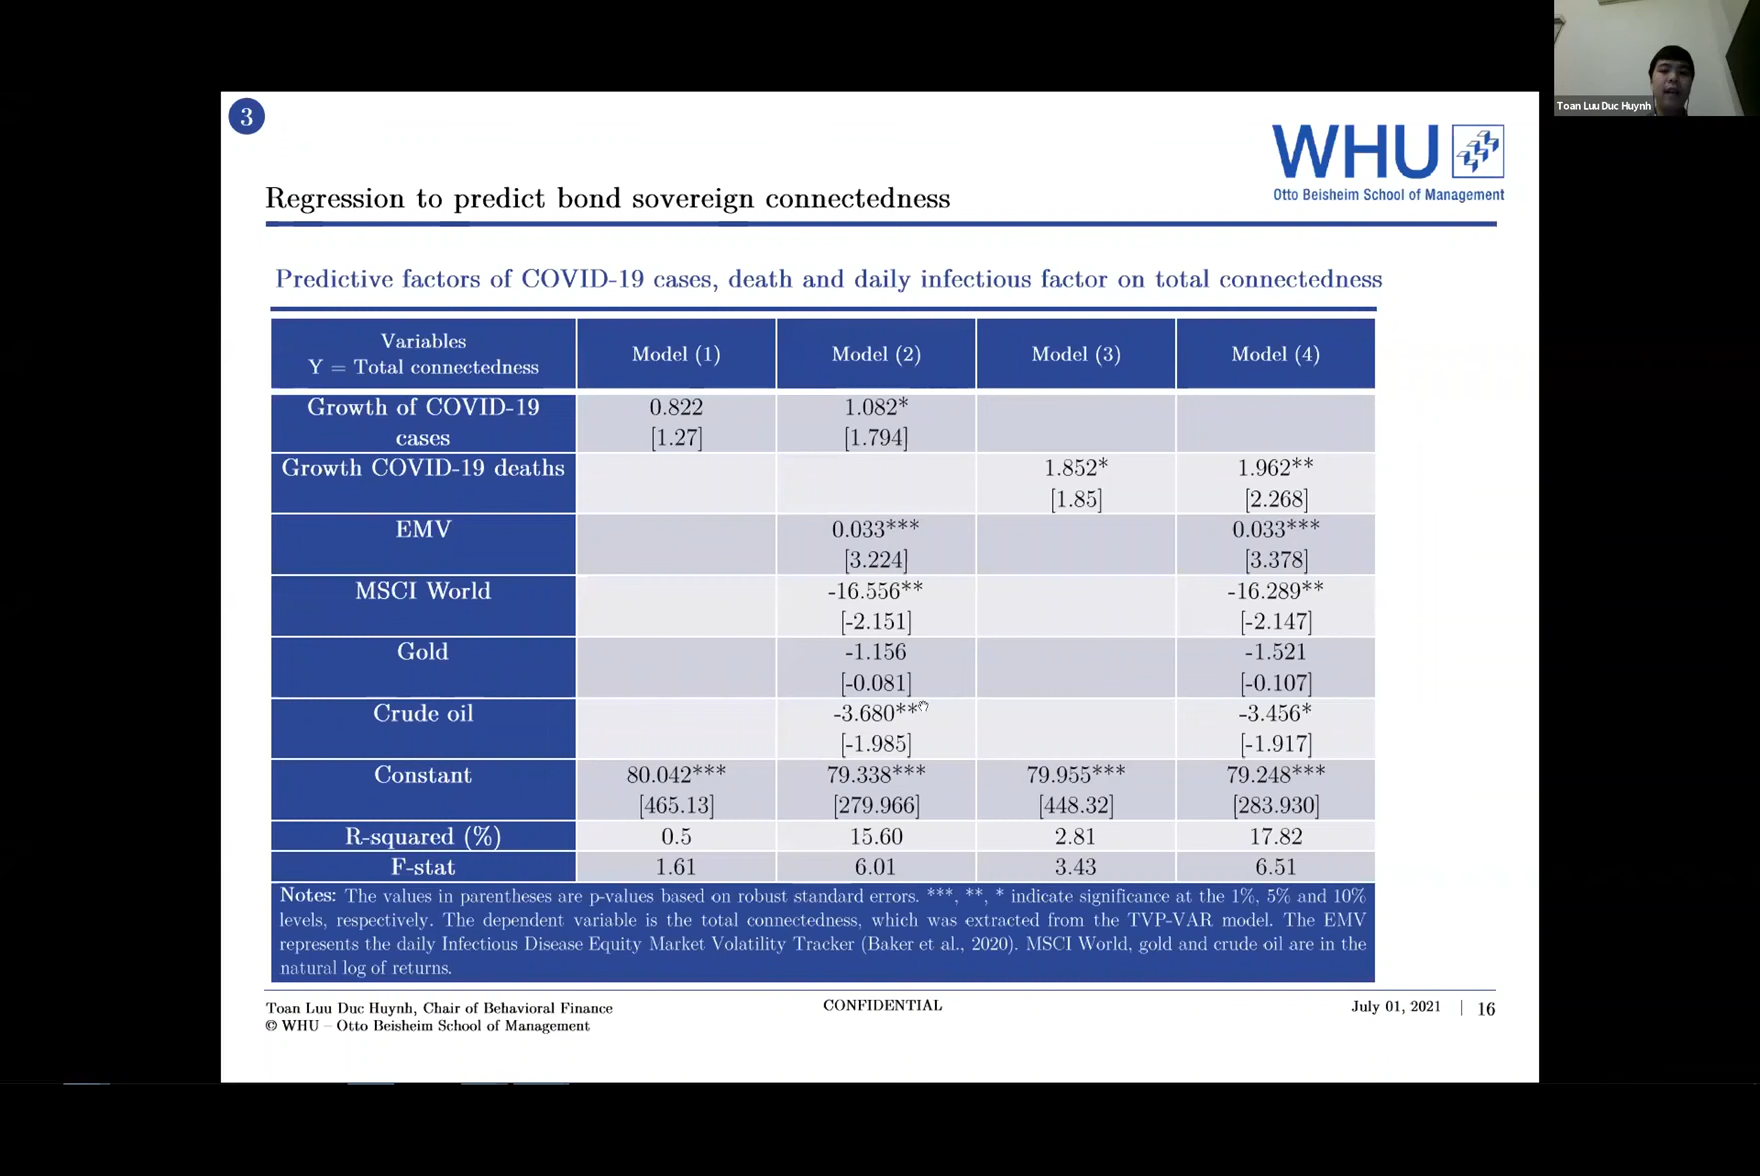 Toan Luu Duc Huynh
3
WHU
Otto Beisheim School of Management
Regression to predict bond sovereign connectedness
Predictive factors of COVID-19 cases, death and daily infectious factor on total connectedness
Variables
Y = Total connectedness
Model (1)
Model (2)
Model (3)
Model (4)
Growth of COVID-19
cases
0.822
[1.27]
1.082*
[1.794]
Growth COVID-19 deaths
1.852*
[1.85]
1.962**
[2.268]
EMV
0.033***
[3.224]
0.033***
[3.378]
MSCI World
-16.556**
[-2.151]
-16.289**
[-2.147]
Gold
-1.156
[-0.081]
-1.521
[-0.107]
Crude oil
-3.680**
[-1.985]
-3.456*
[-1.917]
Constant
80.042***
[465.13]
79.338***
[279.966]
79.955***
[448.32]
79.248***
[283.930]
R-squared (%)
0.5
15.60
2.81
17.82
F-stat
1.61
6.01
3.43
6.51
Notes: The values in parentheses are p-values based on robust standard errors. ***, **, * indicate significance at the 1%, 5% and 10%
levels, respectively. The dependent variable is the total connectedness, which was extracted from the TVP-VAR model. The EMV
represents the daily Infectious Disease Equity Market Volatility Tracker (Baker et al., 2020). MSCI World, gold and crude oil are in the
natural log of returns.
Toan Luu Duc Huynh, Chair of Behavioral Finance
© WHU – Otto Beisheim School of Management
CONFIDENTIAL
July 01, 2021 | 16